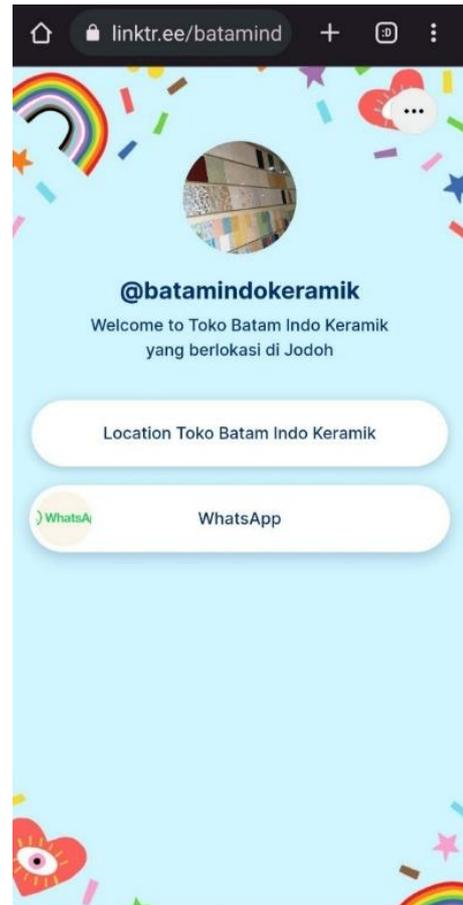 linktr.ee/batamind
:D
@batamindokeramik
Welcome to Toko Batam Indo Keramik
yang berlokasi di Jodoh
Location Toko Batam Indo Keramik
WhatsA
WhatsApp